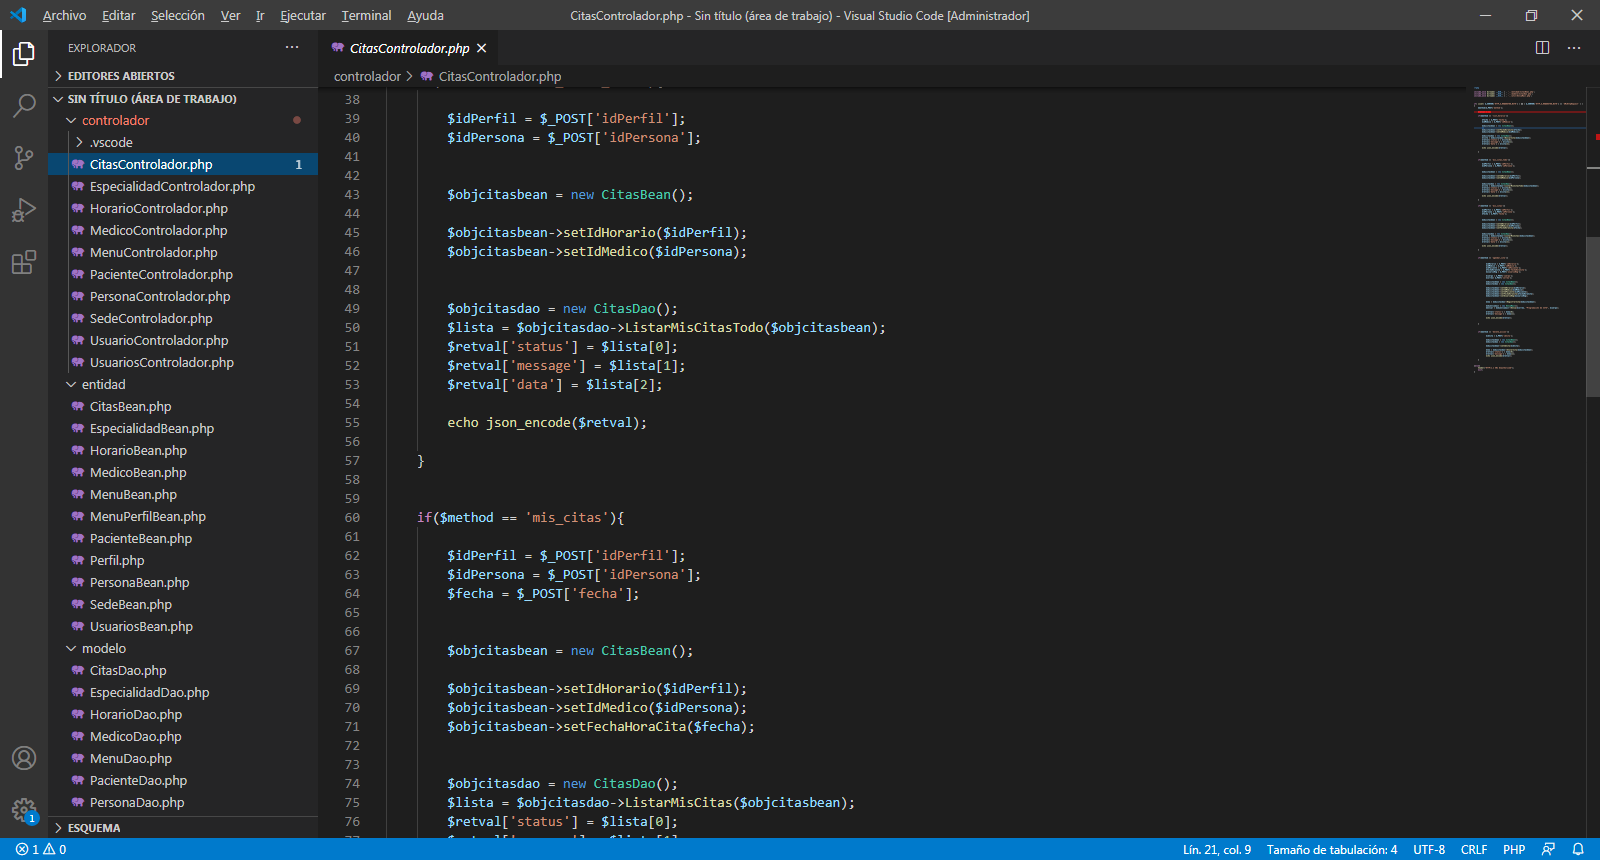 Archivo Editar Selección Ver Ir Ejecutar Terminal Ayuda
CitasControlador.php - Sin título (área de trabajo) - Visual Studio Code [Administrador]
EXPLORADOR
EDITORES ABIERTOS
SIN TÍTULO (ÁREA DE TRABAJO)
controlador
.vscode
CitasControlador.php 1
EspecialidadControlador.php
HorarioControlador.php
MedicoControlador.php
MenuControlador.php
PacienteControlador.php
PersonaControlador.php
SedeControlador.php
UsuarioControlador.php
UsuariosControlador.php
entidad
CitasBean.php
EspecialidadBean.php
HorarioBean.php
MedicoBean.php
MenuBean.php
MenuPerfilBean.php
PacienteBean.php
Perfil.php
PersonaBean.php
SedeBean.php
UsuariosBean.php
modelo
CitasDao.php
EspecialidadDao.php
HorarioDao.php
MedicoDao.php
MenuDao.php
PacienteDao.php
PersonaDao.php
ESQUEMA
1
CitasControlador.php
controlador > CitasControlador.php
38
39 $idPerfil = $_POST['idPerfil'];
40 $idPersona = $_POST['idPersona'];
41
42
43 $objcitasbean = new CitasBean();
44
45 $objcitasbean->setIdHorario($idPerfil);
46 $objcitasbean->setIdMedico($idPersona);
47
48
49 $objcitasdao = new CitasDao();
50 $lista = $objcitasdao->ListarMisCitasTodo($objcitasbean);
51 $retval['status'] = $lista[0];
52 $retval['message'] = $lista[1];
53 $retval['data'] = $lista[2];
54
55 echo json_encode($retval);
56
57 }
58
59
60 if($method == 'mis_citas'){
61
62 $idPerfil = $_POST['idPerfil'];
63 $idPersona = $_POST['idPersona'];
64 $fecha = $_POST['fecha'];
65
66
67 $objcitasbean = new CitasBean();
68
69 $objcitasbean->setIdHorario($idPerfil);
70 $objcitasbean->setIdMedico($idPersona);
71 $objcitasbean->setFechaHoraCita($fecha);
72
73
74 $objcitasdao = new CitasDao();
75 $lista = $objcitasdao->ListarMisCitas($objcitasbean);
76 $retval['status'] = $lista[0];
1 0
Lín. 21, col. 9 Tamaño de tabulación: 4 UTF-8 CRLF PHP